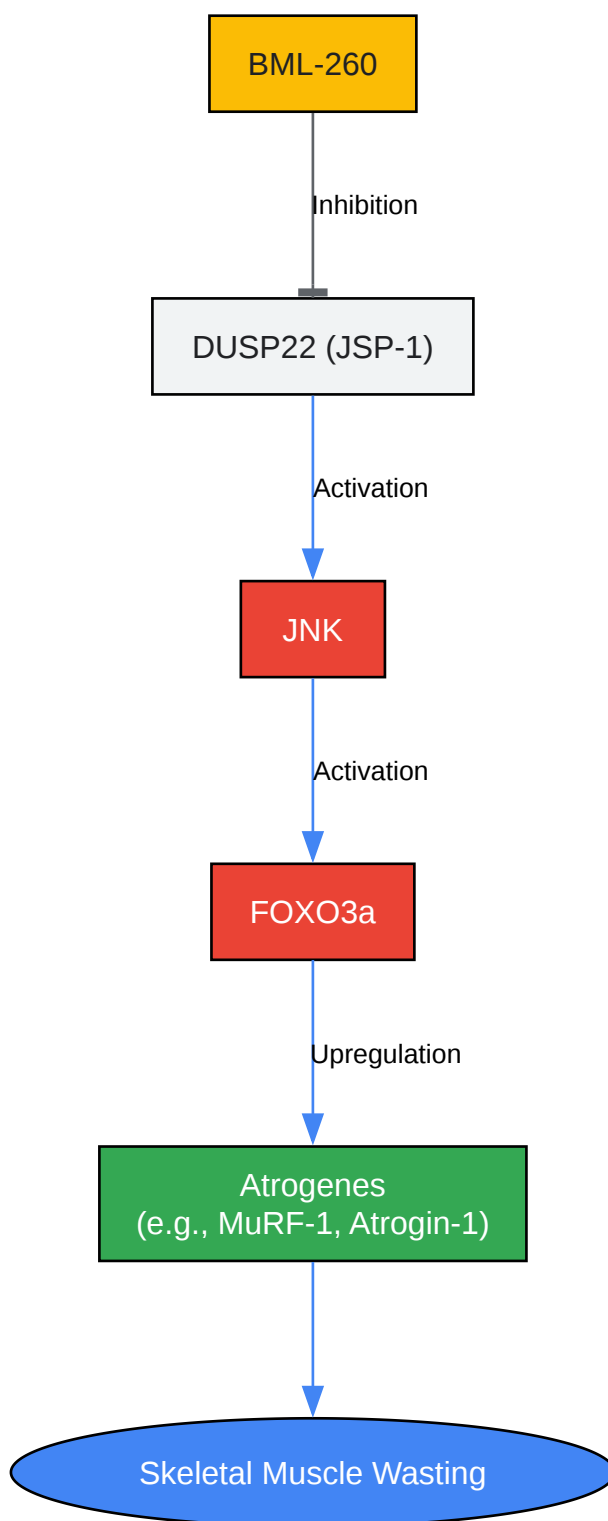 BML-260
Inhibition
DUSP22 (JSP-1)
Activation
JNK
Activation
FOXO3a
Upregulation
Atrogenes
(e.g., MuRF-1, Atrogin-1)
Skeletal Muscle Wasting